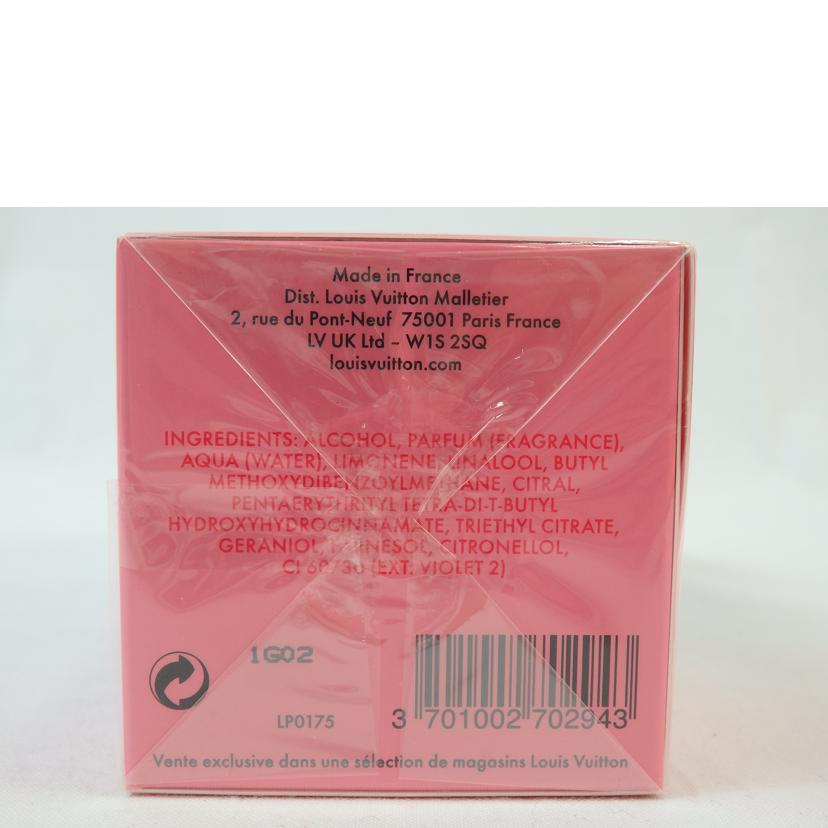 Made in France
Dist. Louis Vuitton Malletier
2, rue du Pont-Neuf 75001 Paris France
LV UK Ltd – W1S 2SQ
louisvuitton.com
INGREDIENTS: ALCOHOL, PARFUM (FRAGRANCE),
AQUA (WATER), LIMONENE, LINALOOL, BUTYL
METHOXYDIBENZOYLMETHANE, CITRAL,
PENTAERYTHRITYL TETRA-DI-T-BUTYL
HYDROXYHYDROCINNAMATE, TRIETHYL CITRATE,
GERANIOL, FARNESOL, CITRONELLOL,
CI 60730 (EXT. VIOLET 2)
1G02
LP0175
3 701002 702943
Vente exclusive dans une sélection de magasins Louis Vuitton